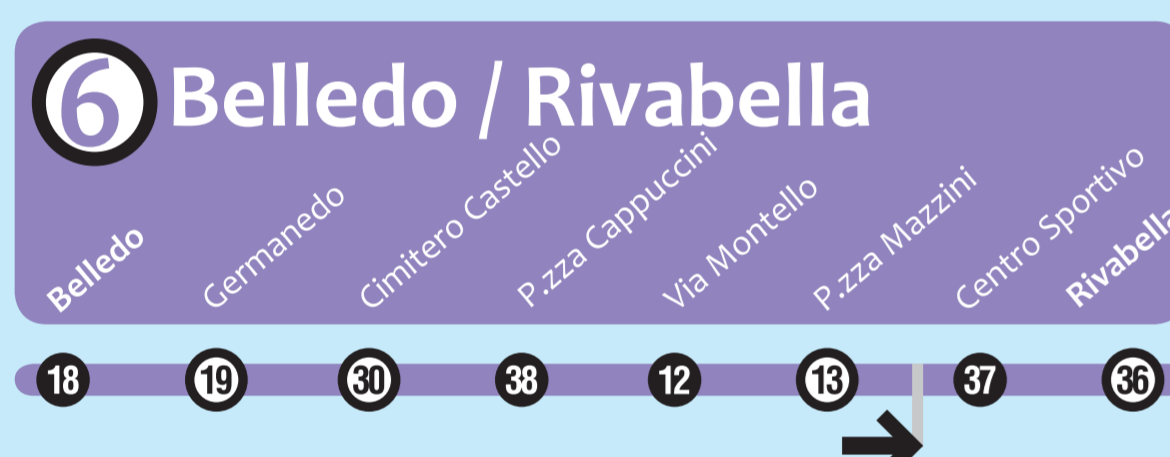 6 Belledo / Rivabella
Belledo
Germanedo
Cimitero Castello
P.zza Cappuccini
Via Montello
P.zza Mazzini
Centro Sportivo
Rivabella
18 19 30 38 12 13 37 36